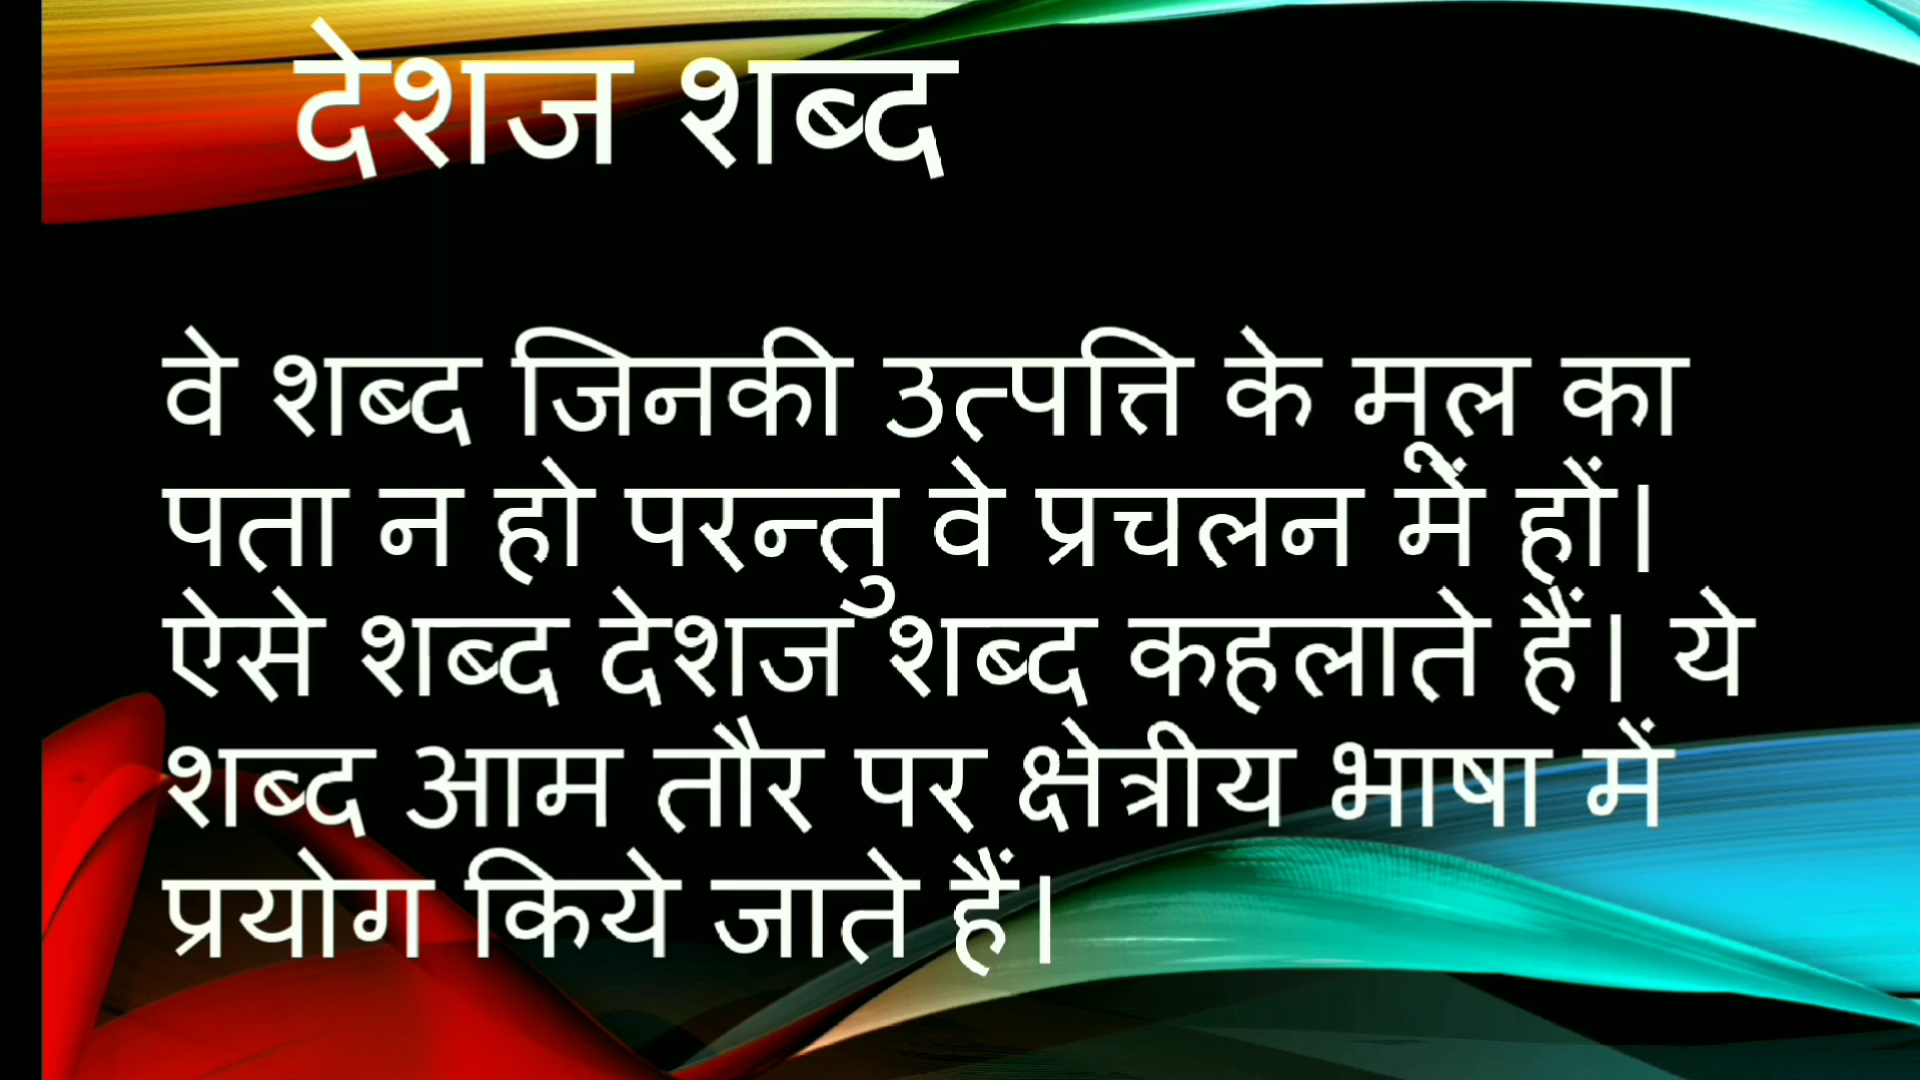 देशज शब्द
वे शब्द जिनकी उत्पत्ति के मूल का
पता न हो परन्तु वे प्रचलन में हों।
ऐसे शब्द देशज शब्द कहलाते हैं। ये
शब्द आम तौर पर क्षेत्रीय भाषा में
प्रयोग किये जाते हैं।